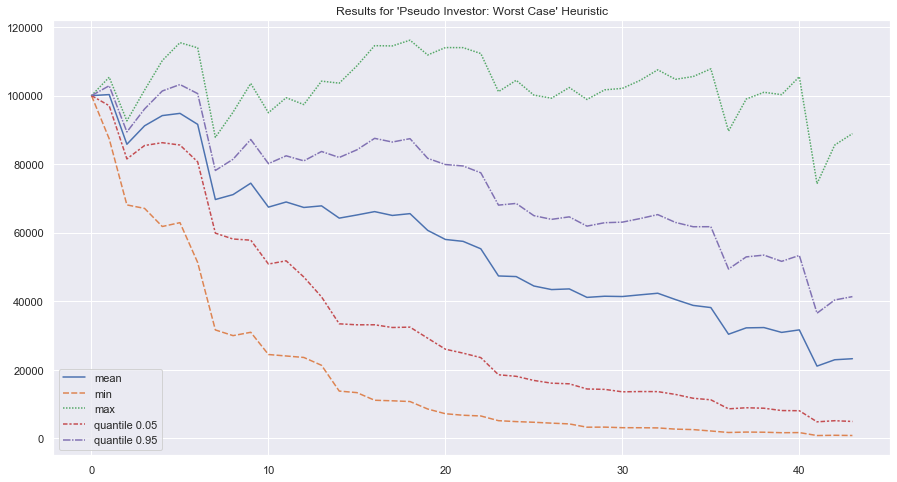 Results for 'Pseudo Investor: Worst Case' Heuristic
120000
100000
80000
60000
40000
20000
0
mean
min
max
quantile 0.05
quantile 0.95
0
10
20
30
40